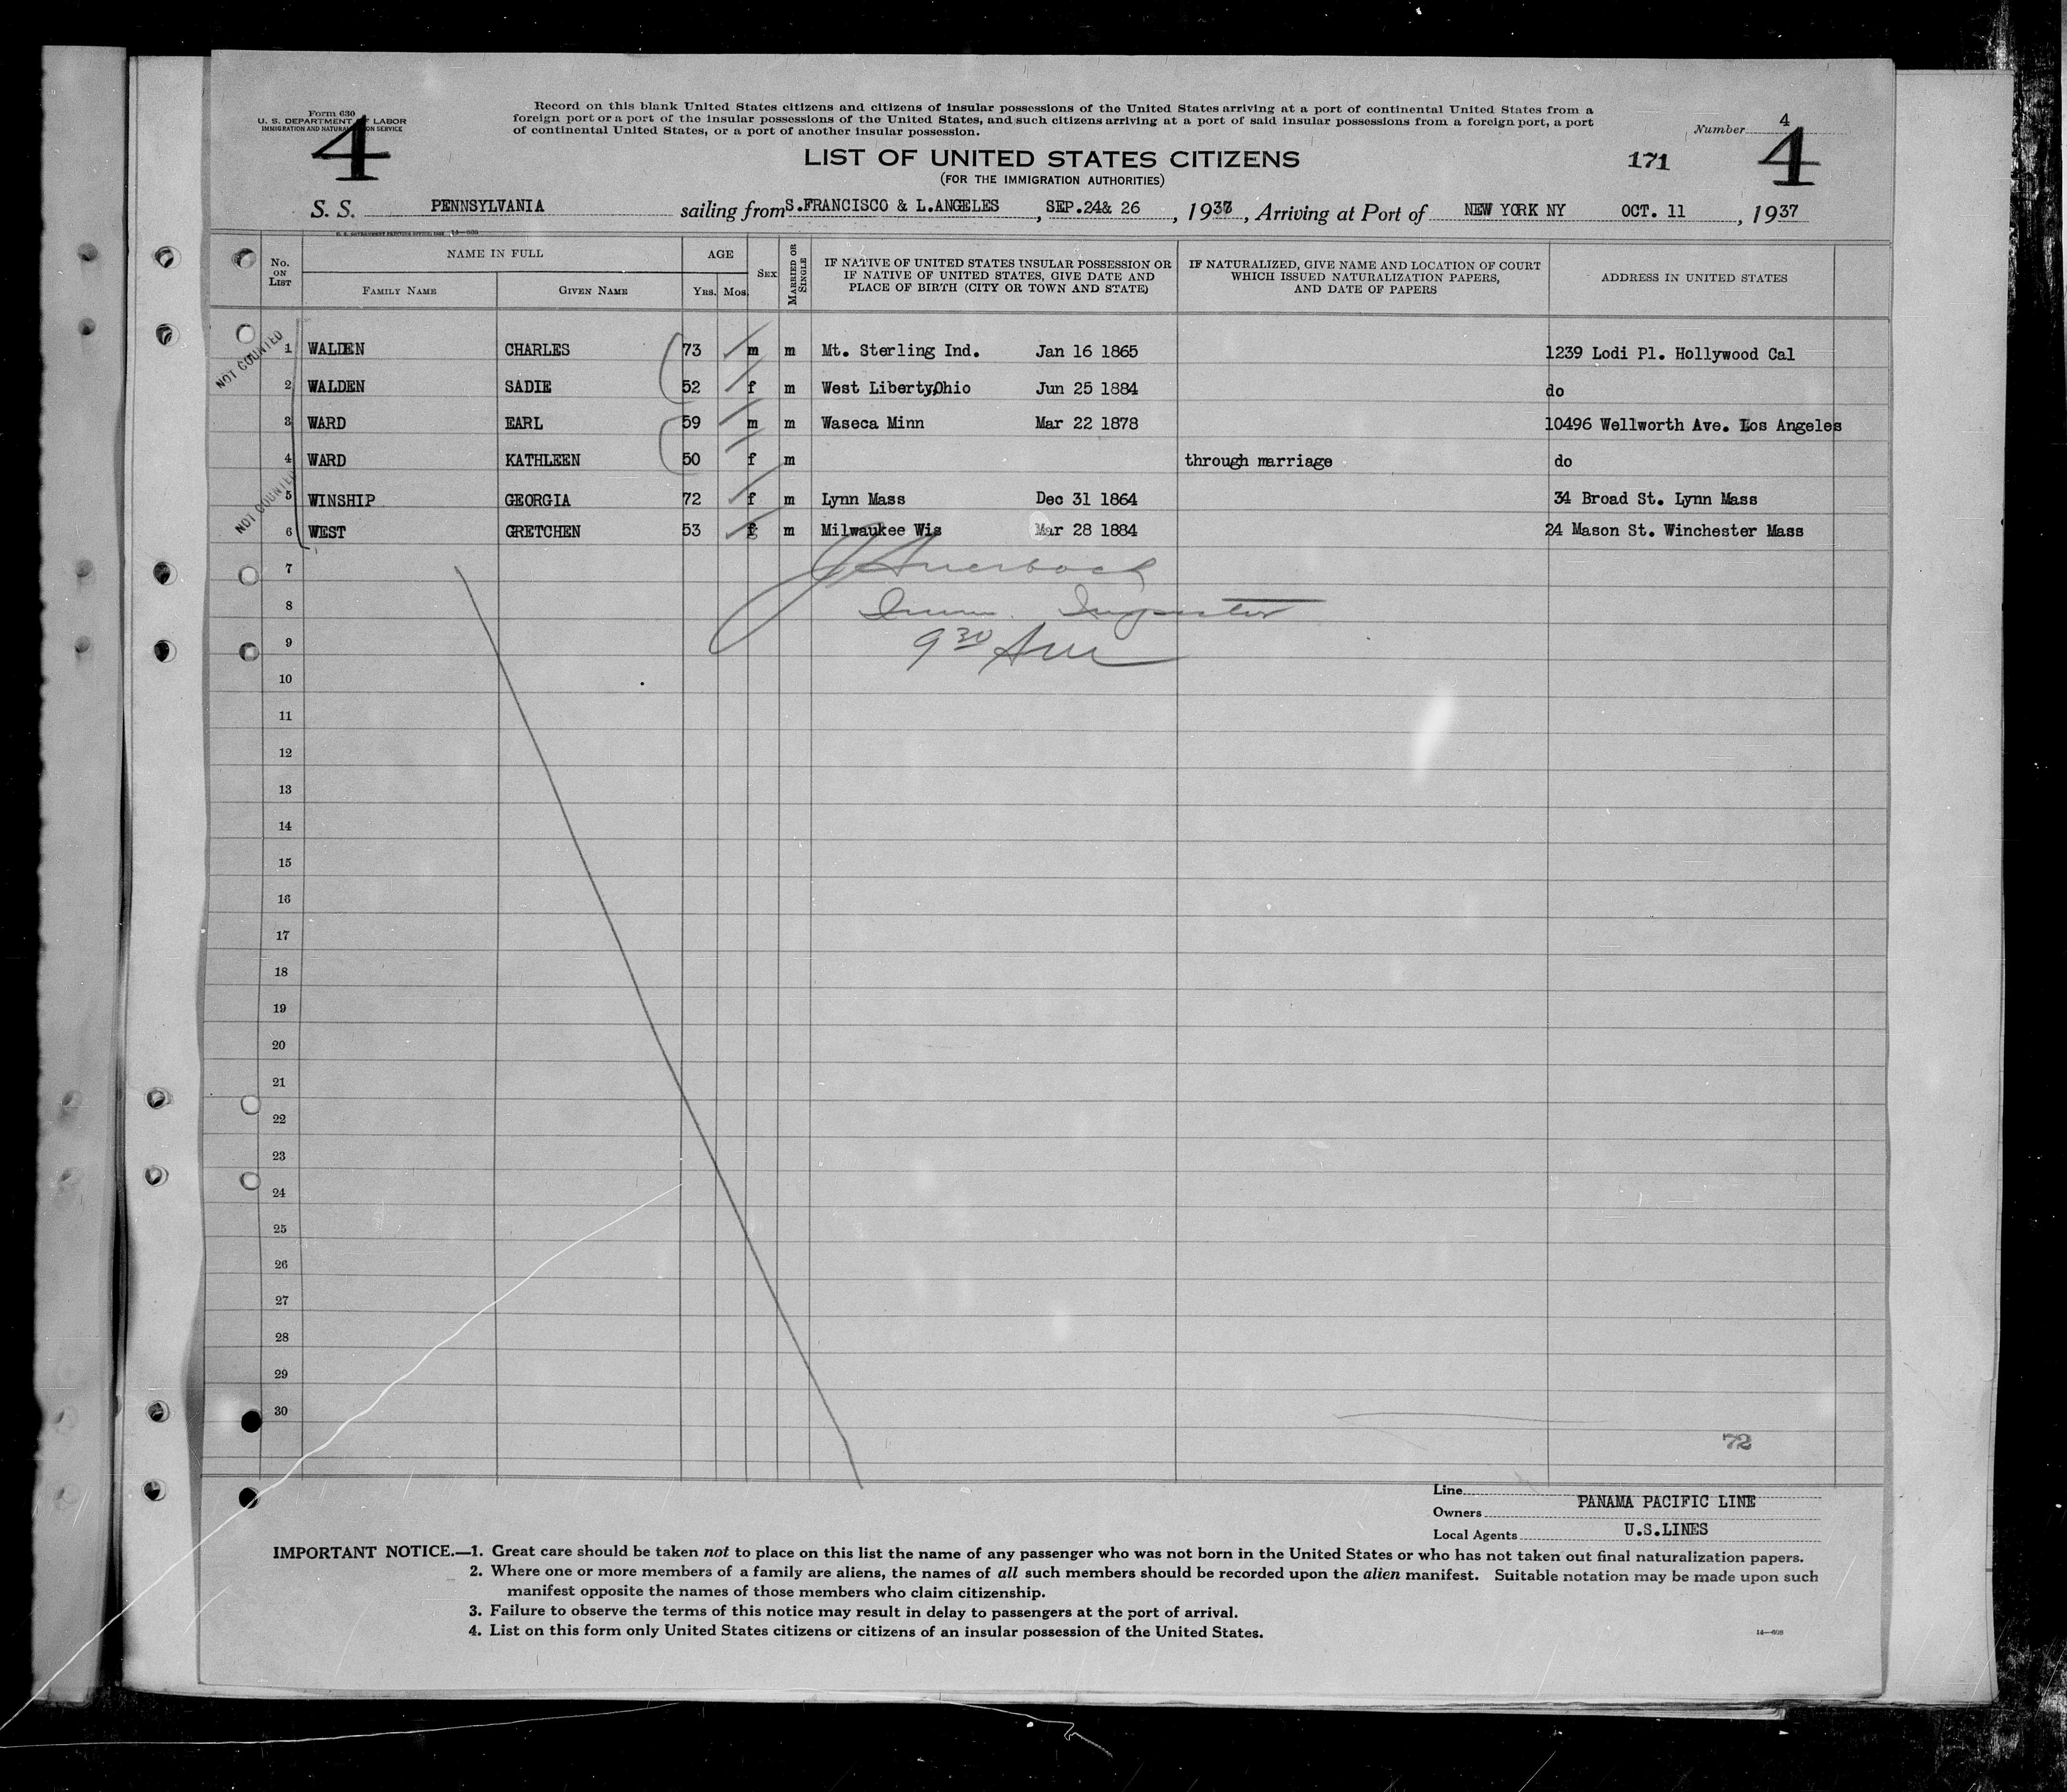 Form 630
U. S. DEPARTMENT OF LABOR
IMMIGRATION AND NATURALIZATION SERVICE
4
Record on this blank United States citizens and citizens of insular possessions of the United States arriving at a port of continental United States from a
foreign port or a port of the insular possessions of the United States, and such citizens arriving at a port of said insular possessions from a foreign port, a port
of continental United States, or a port of another insular possession.
Number 4
4
LIST OF UNITED STATES CITIZENS
171
(FOR THE IMMIGRATION AUTHORITIES)
S. S. PENNSYLVANIA sailing from S.FRANCISCO & L.ANGELES, SEP.24& 26, 1937, Arriving at Port of NEW YORK NY OCT. 11, 1937
No. ON LIST NAME IN FULL FAMILY NAME GIVEN NAME AGE YRS. MOS. SEX MARRIED OR SINGLE IF NATIVE OF UNITED STATES INSULAR POSSESSION OR IF NATIVE OF UNITED STATES, GIVE DATE AND PLACE OF BIRTH (CITY OR TOWN AND STATE) IF NATURALIZED, GIVE NAME AND LOCATION OF COURT WHICH ISSUED NATURALIZATION PAPERS, AND DATE OF PAPERS ADDRESS IN UNITED STATES
NOT COUNTED
1 WALDEN CHARLES 73 m m Mt. Sterling Ind. Jan 16 1865 1239 Lodi Pl. Hollywood Cal
2 WALDEN SADIE 52 f m West Liberty,Ohio Jun 25 1884 do
3 WARD EARL 59 m m Waseca Minn Mar 22 1878 10496 Wellworth Ave. Los Angeles
4 WARD KATHLEEN 50 f m through marriage do
NOT COUNTED
5 WINSHIP GEORGIA 72 f m Lynn Mass Dec 31 1864 34 Broad St. Lynn Mass
6 WEST GRETCHEN 53 f m Milwaukee Wis Mar 28 1884 24 Mason St. Winchester Mass
7 J Auerbach
8 Imm. Inspector
9 9 30 Am
10
11
12
13
14
15
16
17
18
19
20
21
22
23
24
25
26
27
28
29
30
72
Line PANAMA PACIFIC LINE
Owners
Local Agents U.S.LINES
IMPORTANT NOTICE.—1. Great care should be taken not to place on this list the name of any passenger who was not born in the United States or who has not taken out final naturalization papers.
2. Where one or more members of a family are aliens, the names of all such members should be recorded upon the alien manifest. Suitable notation may be made upon such
manifest opposite the names of those members who claim citizenship.
3. Failure to observe the terms of this notice may result in delay to passengers at the port of arrival.
4. List on this form only United States citizens or citizens of an insular possession of the United States.